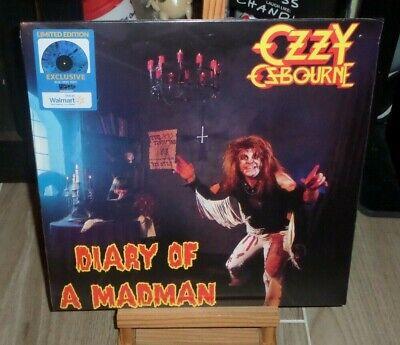 LIMITED EDITION
EXCLUSIVE
Walmart
OZZY
OSBOURNE
DIARY OF
A MADMAN